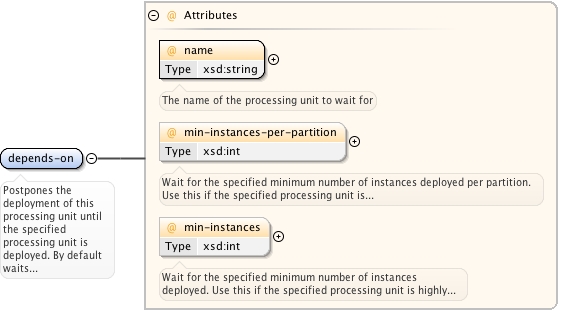 @ Attributes
@ name
Type xsd:string
The name of the processing unit to wait for
@ min-instances-per-partition
Type xsd:int
Wait for the specified minimum number of instances deployed per partition.
Use this if the specified processing unit is...
@ min-instances
Type xsd:int
Wait for the specified minimum number of instances
deployed. Use this if the specified processing unit is highly...
depends-on
Postpones the
deployment of this
processing unit until
the specified
processing unit is
deployed. By default
waits...